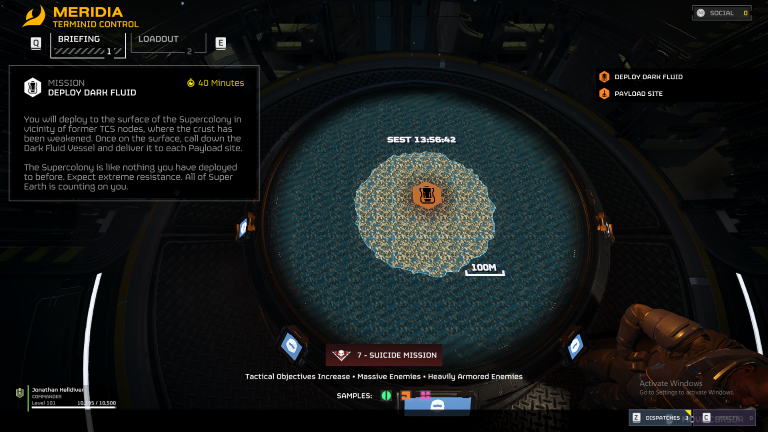 MERIDIA
TERMINID CONTROL
SOCIAL 0
Q BRIEFING 1 LOADOUT 2 E
MISSION
DEPLOY DARK FLUID
40 Minutes
You will deploy to the surface of the Supercolony in
vicinity of former TCS nodes, where the crust has
been weakened. Once on the surface, call down the
Dark Fluid Vessel and deliver it to each Payload site.
The Supercolony is like nothing you have deployed
to before. Expect extreme resistance. All of Super
Earth is counting on you.
DEPLOY DARK FLUID
PAYLOAD SITE
SEST 13:56:42
100M
7 - SUICIDE MISSION
Tactical Objectives Increase • Massive Enemies • Heavily Armored Enemies
SAMPLES:
Jonathan Helldiver
COMMANDER
Level 101
/ 10,500
Activate Windows
Go to Settings to activate Windows.
Z DISPATCHES
C